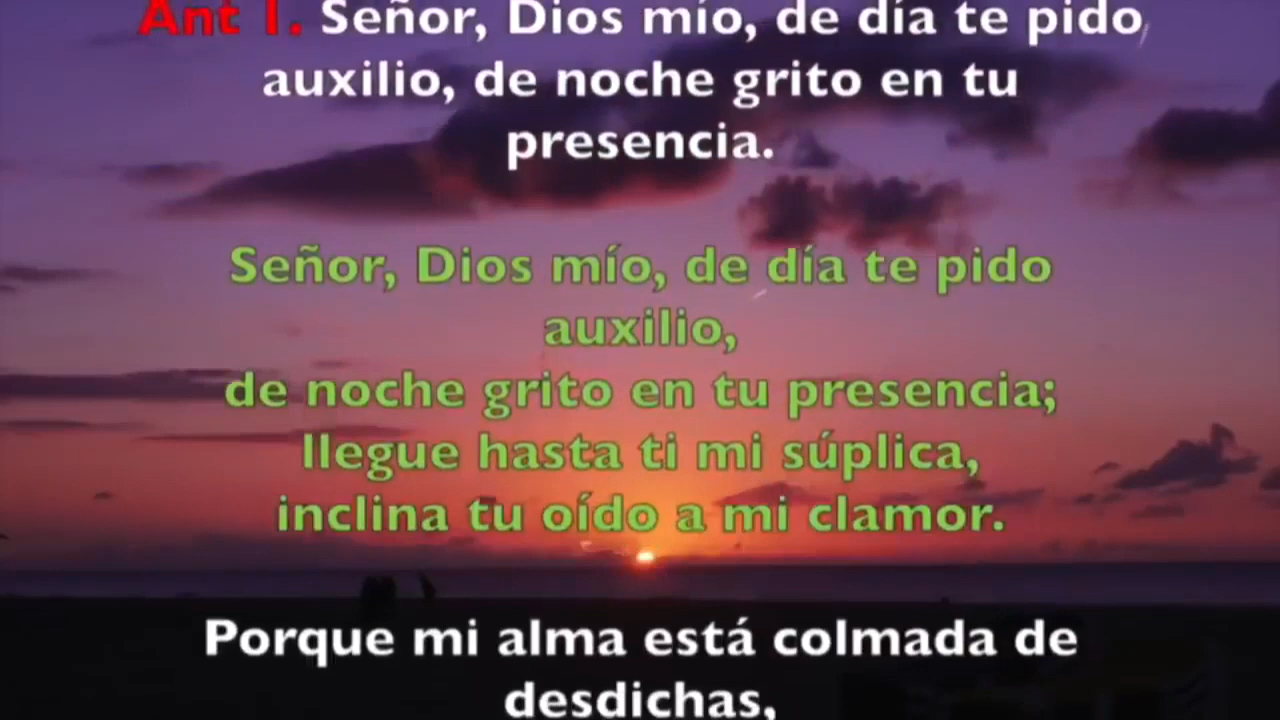 Ant 1. Señor, Dios mío, de día te pido
auxilio, de noche grito en tu
presencia.
Señor, Dios mío, de día te pido
auxilio,
de noche grito en tu presencia;
llegue hasta ti mi súplica,
inclina tu oído a mi clamor.
Porque mi alma está colmada de
desdichas,